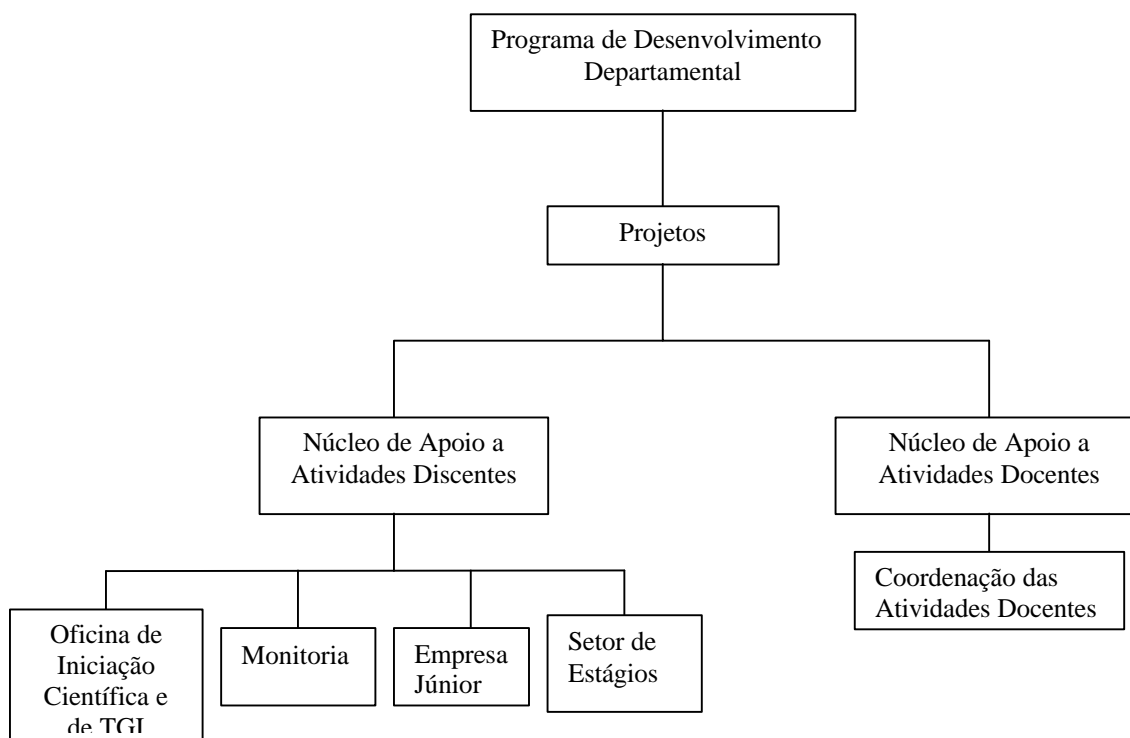 Programa de Desenvolvimento
Departamental
Projetos
Núcleo de Apoio a
Atividades Discentes
Núcleo de Apoio a
Atividades Docentes
Coordenação das
Atividades Docentes
Oficina de
Iniciação
Científica e
de TGI
Monitoria
Empresa
Júnior
Setor de
Estágios